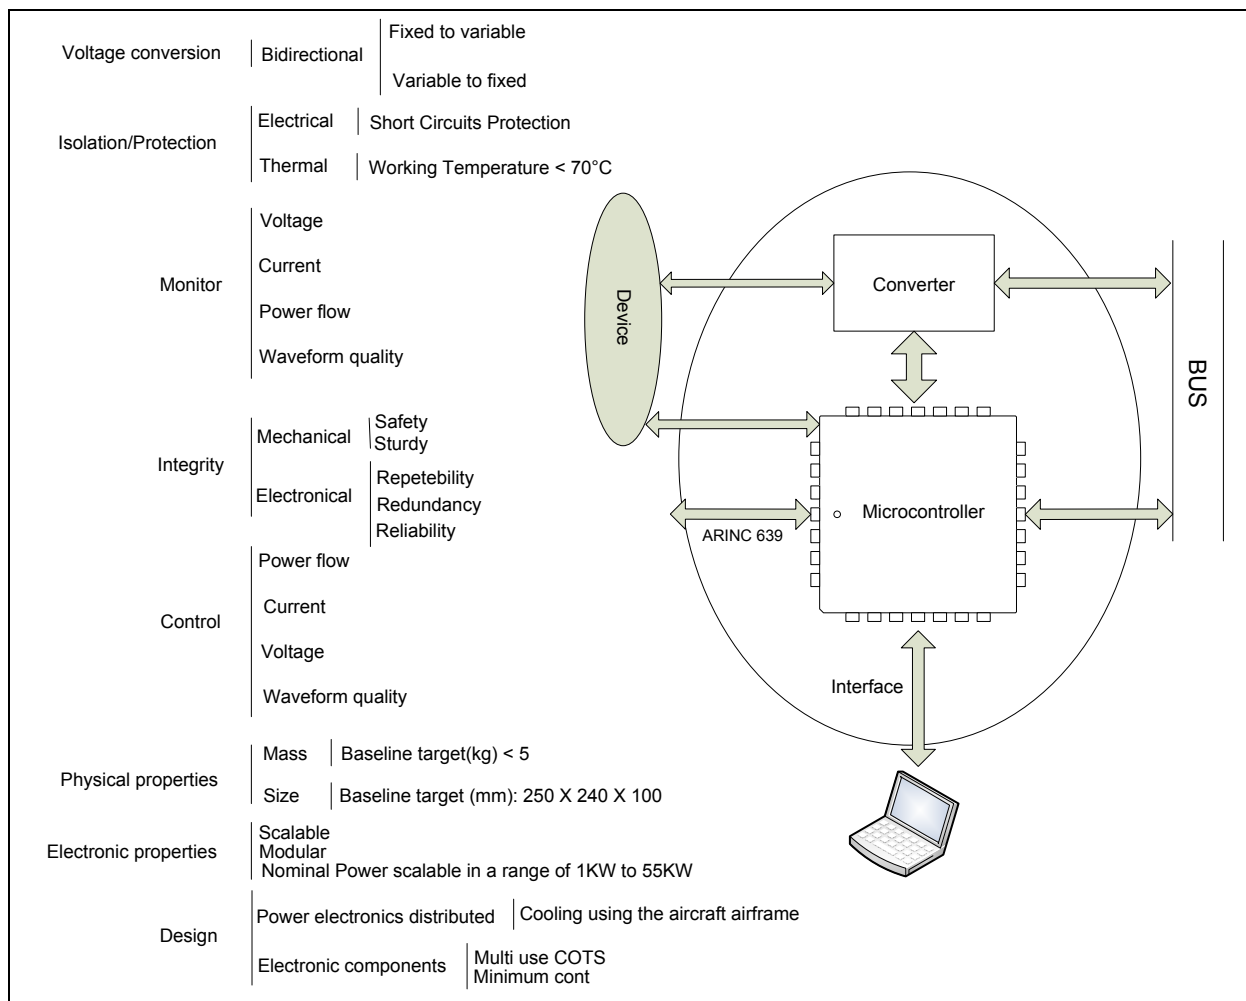 Voltage conversion
Bidirectional
Fixed to variable
Variable to fixed
Isolation/Protection
Electrical
Short Circuits Protection
Thermal
Working Temperature < 70°C
Monitor
Voltage
Current
Power flow
Waveform quality
Integrity
Mechanical
Safety
Sturdy
Electronical
Repetebility
Redundancy
Reliability
Control
Power flow
Current
Voltage
Waveform quality
Physical properties
Mass
Baseline target(kg) < 5
Size
Baseline target (mm): 250 X 240 X 100
Electronic properties
Scalable
Modular
Nominal Power scalable in a range of 1KW to 55KW
Design
Power electronics distributed
Cooling using the aircraft airframe
Electronic components
Multi use COTS
Minimum cont
Device
Converter
BUS
Microcontroller
ARINC 639
Interface